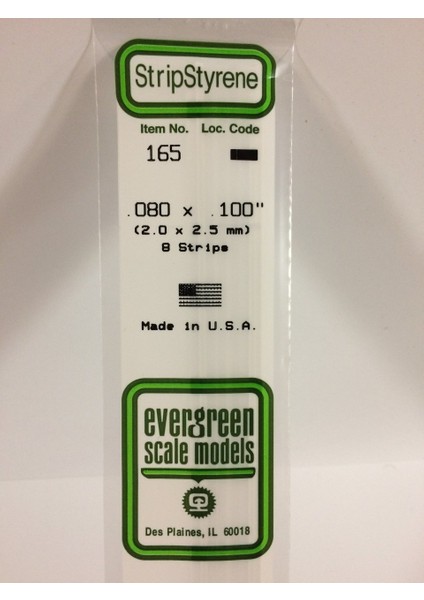 StripStyrene
Item No. Loc. Code
165
.080 x .100"
(2.0 x 2.5 mm)
8 Strips
Made in U.S.A.
evergreen
scale models
Des Plaines, IL 60018